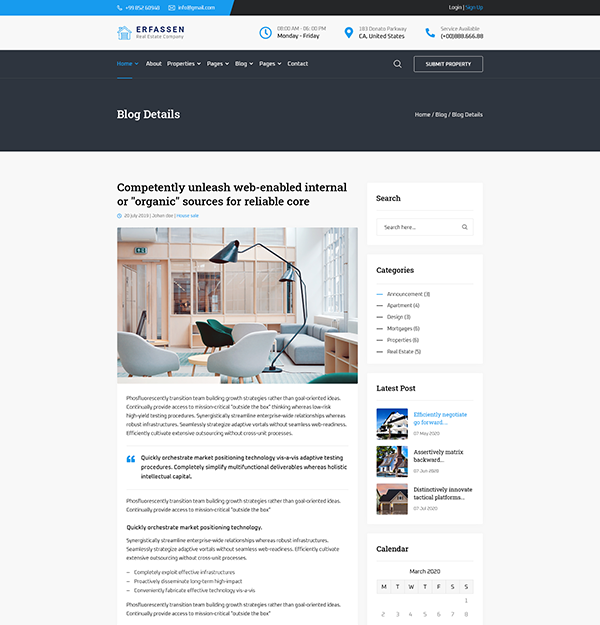 +99 852 60948 info@gmail.com Login | Sign Up
ERFASSEN
Real Estate Company
08:00 AM - 06: 00 PM
Monday - Friday
103 Donato Parkway
CA, United States
Service Available
(+00)888.666.88
Home About Properties Pages Blog Pages Contact SUBMIT PROPERTY
Blog Details
Home / Blog / Blog Details
Competently unleash web-enabled internal
or "organic" sources for reliable core
20 july 2019 | Johan Doe | House sale
Phosfluorescently transition team building growth strategies rather than goal-oriented ideas.
Continually provide access to mission-critical "outside the box" thinking whereas low-risk
high-yield testing procedures. Synergistically streamline enterprise-wide relationships whereas
robust infrastructures. Seamlessly strategize adaptive vortals without seamless web-readiness.
Efficiently cultivate extensive outsourcing without cross-unit processes.
Quickly orchestrate market positioning technology vis-a-vis adaptive testing
procedures. Completely simplify multifunctional deliverables whereas holistic
intellectual capital.
Phosfluorescently transition team building growth strategies rather than goal-oriented ideas.
Continually provide access to mission-critical "outside the box"
Quickly orchestrate market positioning technology.
Synergistically streamline enterprise-wide relationships whereas robust infrastructures.
Seamlessly strategize adaptive vortals without seamless web-readiness. Efficiently cultivate
extensive outsourcing without cross-unit processes.
– Completely exploit effective infrastructures
– Proactively disseminate long-term high-impact
– Conveniently fabricate effective technology vis-a-vis
Phosfluorescently transition team building growth strategies rather than goal-oriented ideas.
Continually provide access to mission-critical "outside the box"
Search
Search here...
Categories
Announcement (3)
Apartment (4)
Design (3)
Mortgages (6)
Properties (6)
Real Estate (5)
Latest Post
Efficiently negotiate
go forward....
07 May 2020
Assertively matrix
backward...
07 Jun 2020
Distinctively innovate
tactical platforms...
07 Jul 2020
Calendar
March 2020
M T W T F S S
1
2 3 4 5 6 7 8